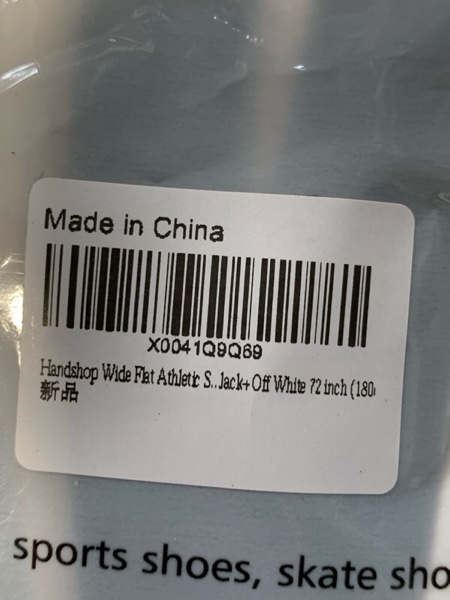 Made in China
X0041Q9Q69
Handshop Wide Flat Athletic S...lack+Off White 72 inch (180
新品
sports shoes, skate sho